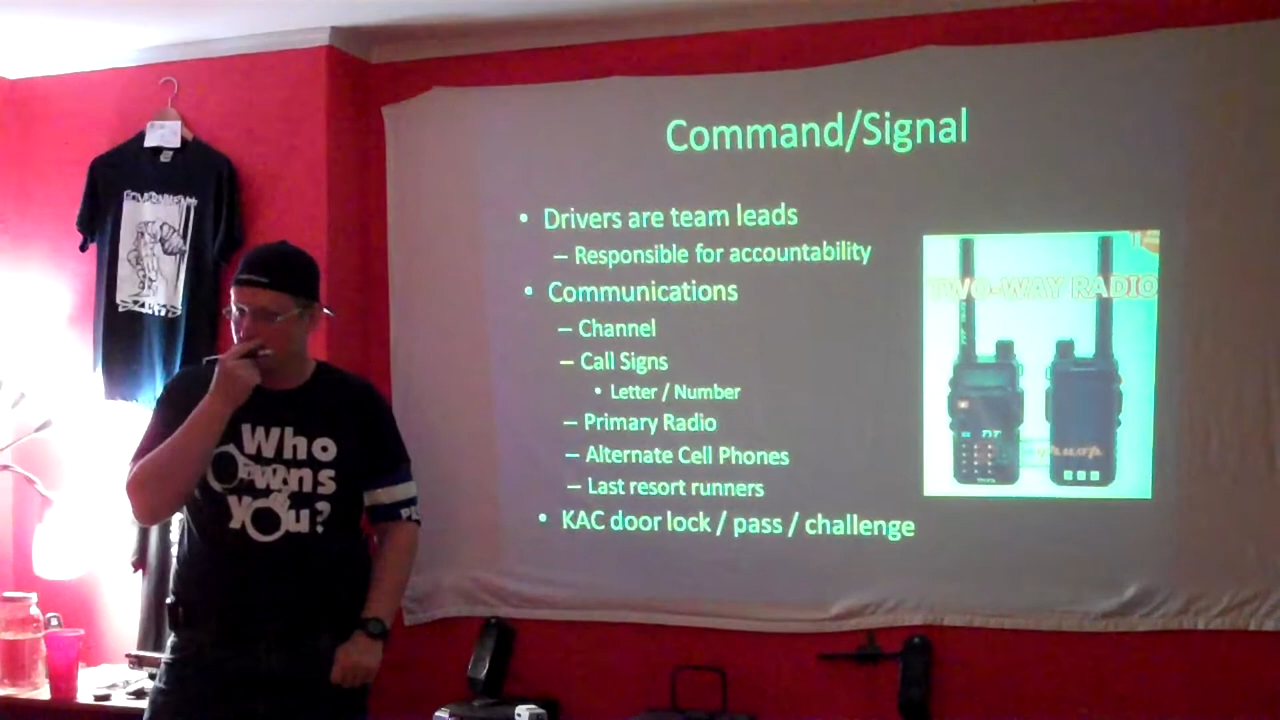 Command/Signal
• Drivers are team leads
– Responsible for accountability
• Communications
– Channel
– Call Signs
• Letter / Number
– Primary Radio
– Alternate Cell Phones
– Last resort runners
• KAC door lock / pass / challenge
TWO-WAY RADIO
Who
owns
you?